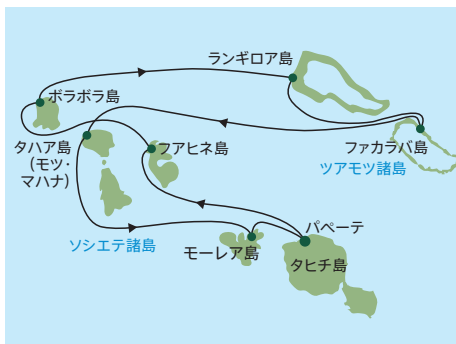 ランギロア島
ボラボラ島
タハア島
(モツ・
マハナ)
フアヒネ島
ファカラバ島
ツアモツ諸島
パペーテ
ソシエテ諸島
モーレア島
タヒチ島